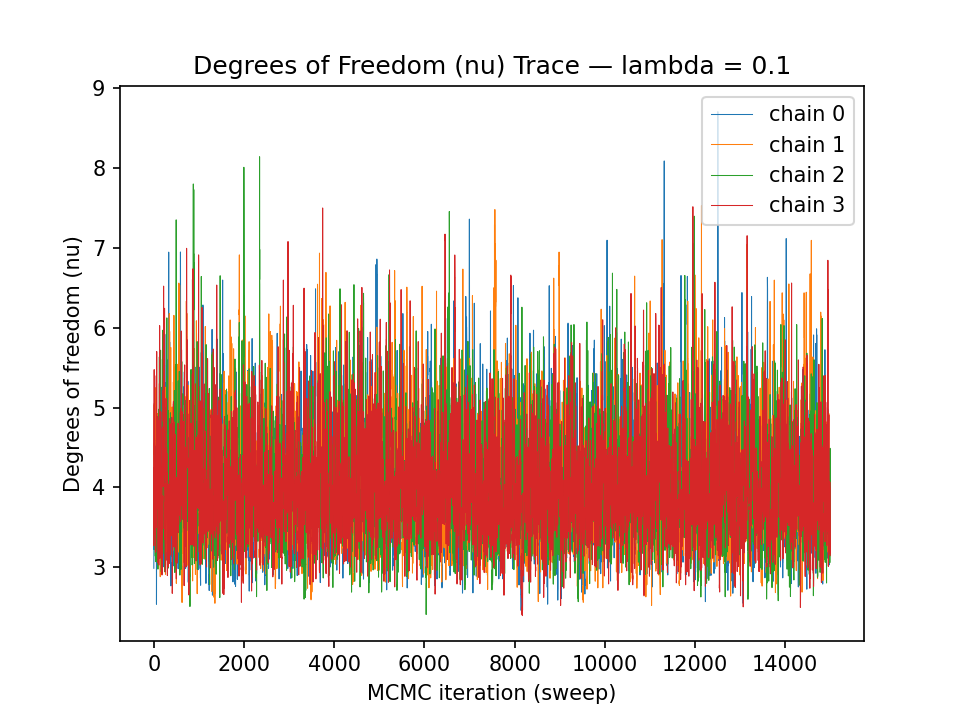 Degrees of Freedom (nu) Trace — lambda = 0.1
9
8
7
6
5
4
3
Degrees of freedom (nu)
chain 0
chain 1
chain 2
chain 3
0 2000 4000 6000 8000 10000 12000 14000
MCMC iteration (sweep)